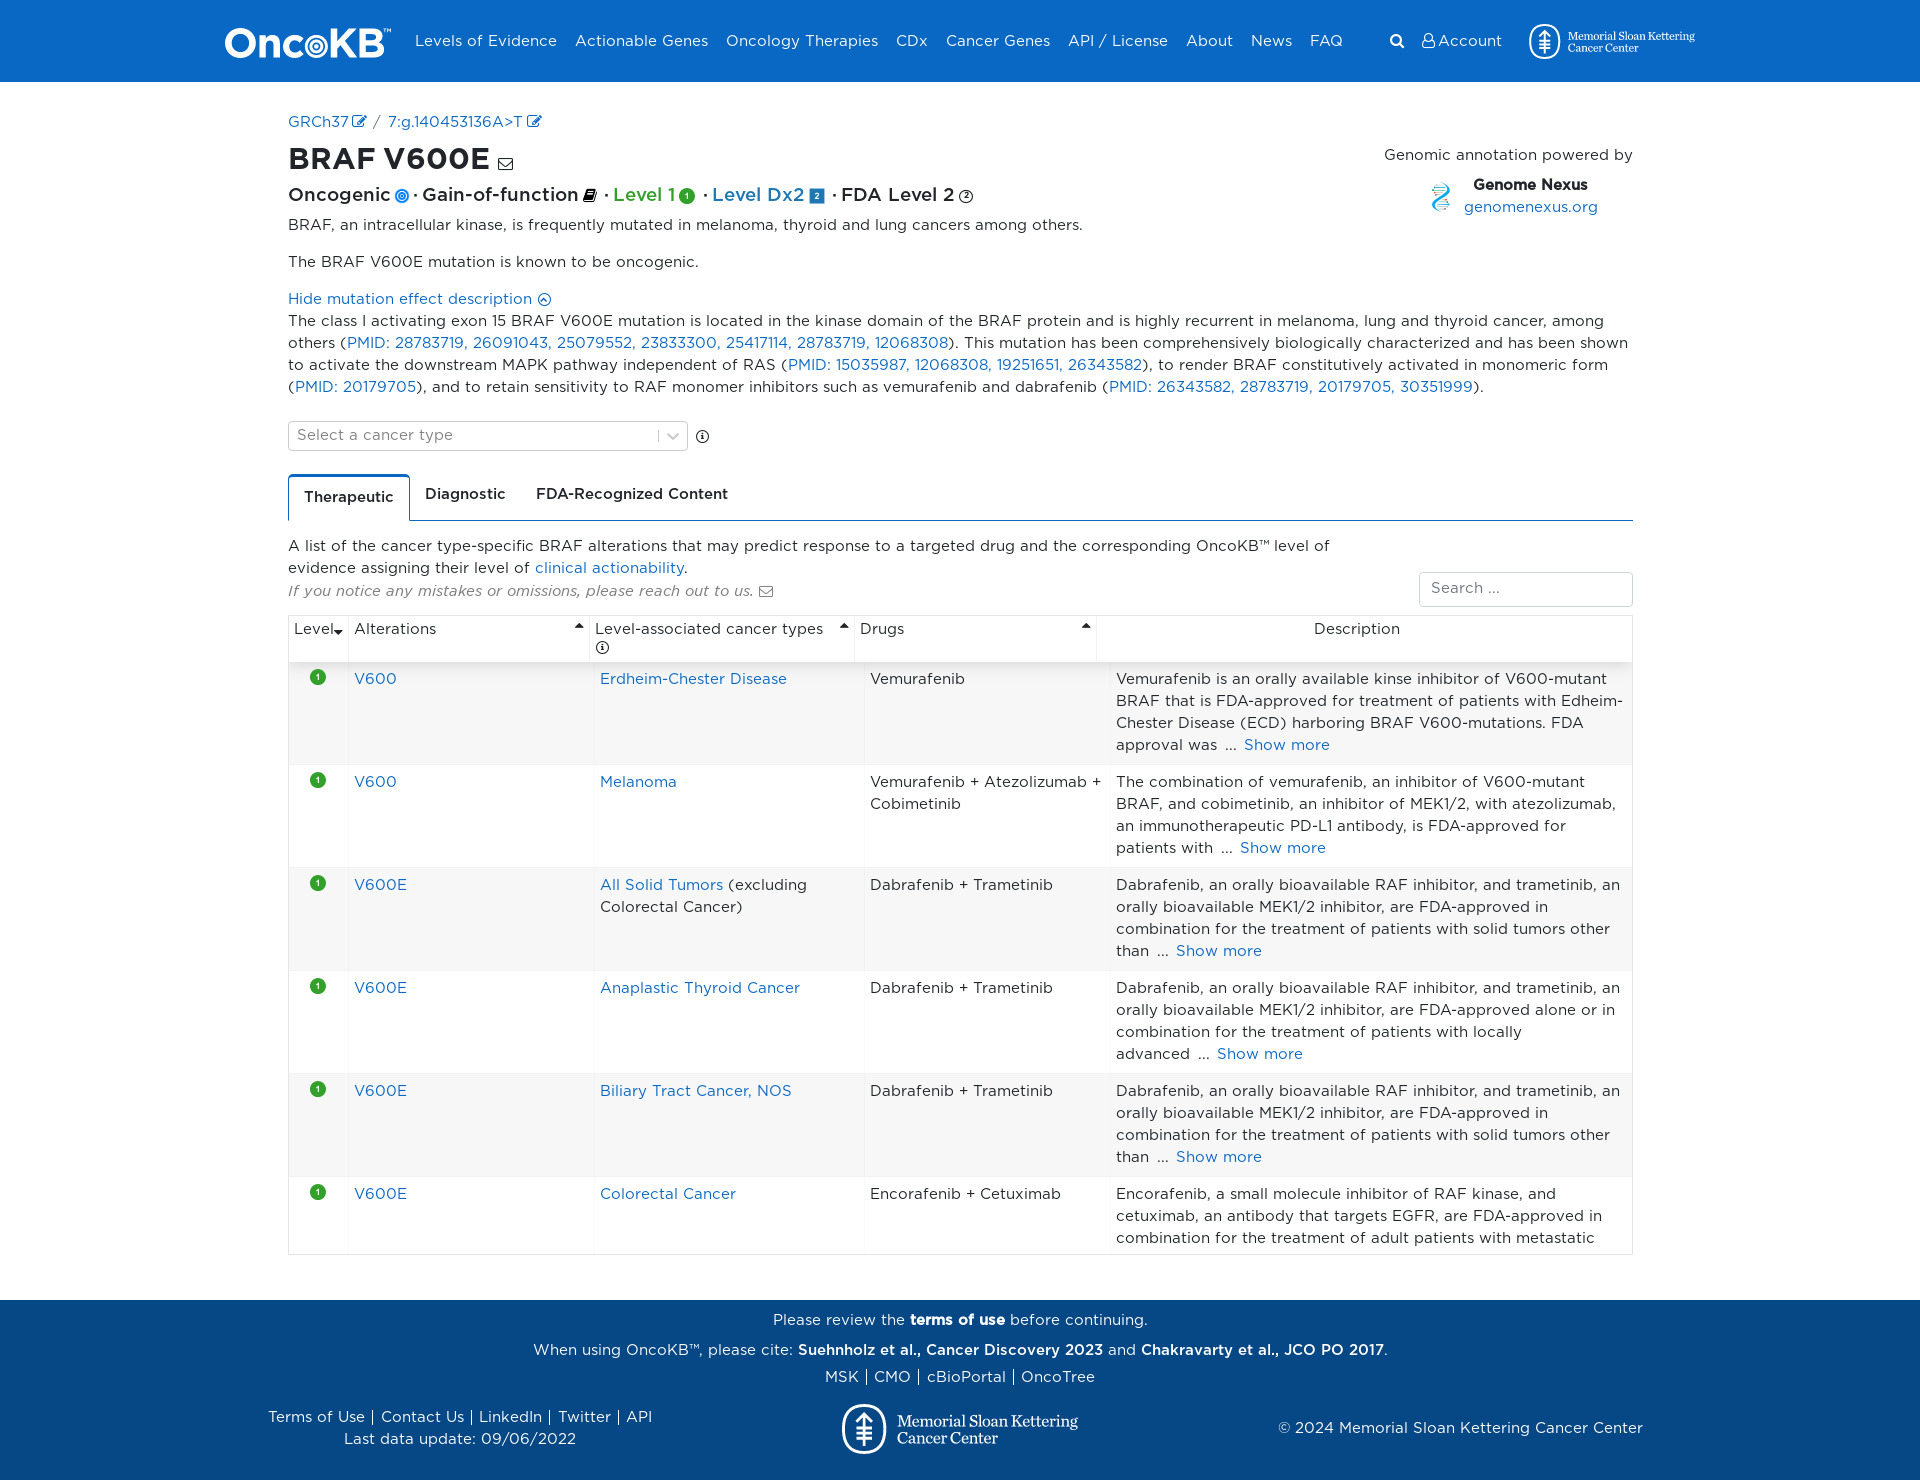 OncoKB™ Levels of Evidence Actionable Genes Oncology Therapies CDx Cancer Genes API / License About News FAQ Account Memorial Sloan Kettering
Cancer Center
GRCh37 / 7:g.140453136A>T
BRAF V600E
Genomic annotation powered by
Genome Nexus
genomenexus.org
Oncogenic · Gain-of-function · Level 1 1 · Level Dx2 2 · FDA Level 2 2
BRAF, an intracellular kinase, is frequently mutated in melanoma, thyroid and lung cancers among others.
The BRAF V600E mutation is known to be oncogenic.
Hide mutation effect description
The class I activating exon 15 BRAF V600E mutation is located in the kinase domain of the BRAF protein and is highly recurrent in melanoma, lung and thyroid cancer, among
others (PMID: 28783719, 26091043, 25079552, 23833300, 25417114, 28783719, 12068308). This mutation has been comprehensively biologically characterized and has been shown
to activate the downstream MAPK pathway independent of RAS (PMID: 15035987, 12068308, 19251651, 26343582), to render BRAF constitutively activated in monomeric form
(PMID: 20179705), and to retain sensitivity to RAF monomer inhibitors such as vemurafenib and dabrafenib (PMID: 26343582, 28783719, 20179705, 30351999).
Select a cancer type
Therapeutic Diagnostic FDA-Recognized Content
A list of the cancer type-specific BRAF alterations that may predict response to a targeted drug and the corresponding OncoKB™ level of
evidence assigning their level of clinical actionability.
If you notice any mistakes or omissions, please reach out to us.
Search ...
Level Alterations Level-associated cancer types Drugs Description
1 V600 Erdheim-Chester Disease Vemurafenib Vemurafenib is an orally available kinse inhibitor of V600-mutant
BRAF that is FDA-approved for treatment of patients with Edheim-
Chester Disease (ECD) harboring BRAF V600-mutations. FDA
approval was ... Show more
1 V600 Melanoma Vemurafenib + Atezolizumab + The combination of vemurafenib, an inhibitor of V600-mutant
Cobimetinib BRAF, and cobimetinib, an inhibitor of MEK1/2, with atezolizumab,
an immunotherapeutic PD-L1 antibody, is FDA-approved for
patients with ... Show more
1 V600E All Solid Tumors (excluding Dabrafenib + Trametinib Dabrafenib, an orally bioavailable RAF inhibitor, and trametinib, an
Colorectal Cancer) orally bioavailable MEK1/2 inhibitor, are FDA-approved in
combination for the treatment of patients with solid tumors other
than ... Show more
1 V600E Anaplastic Thyroid Cancer Dabrafenib + Trametinib Dabrafenib, an orally bioavailable RAF inhibitor, and trametinib, an
orally bioavailable MEK1/2 inhibitor, are FDA-approved alone or in
combination for the treatment of patients with locally
advanced ... Show more
1 V600E Biliary Tract Cancer, NOS Dabrafenib + Trametinib Dabrafenib, an orally bioavailable RAF inhibitor, and trametinib, an
orally bioavailable MEK1/2 inhibitor, are FDA-approved in
combination for the treatment of patients with solid tumors other
than ... Show more
1 V600E Colorectal Cancer Encorafenib + Cetuximab Encorafenib, a small molecule inhibitor of RAF kinase, and
cetuximab, an antibody that targets EGFR, are FDA-approved in
combination for the treatment of adult patients with metastatic
Please review the terms of use before continuing.
When using OncoKB™, please cite: Suehnholz et al., Cancer Discovery 2023 and Chakravarty et al., JCO PO 2017.
MSK | CMO | cBioPortal | OncoTree
Terms of Use | Contact Us | LinkedIn | Twitter | API
Last data update: 09/06/2022
Memorial Sloan Kettering
Cancer Center
© 2024 Memorial Sloan Kettering Cancer Center